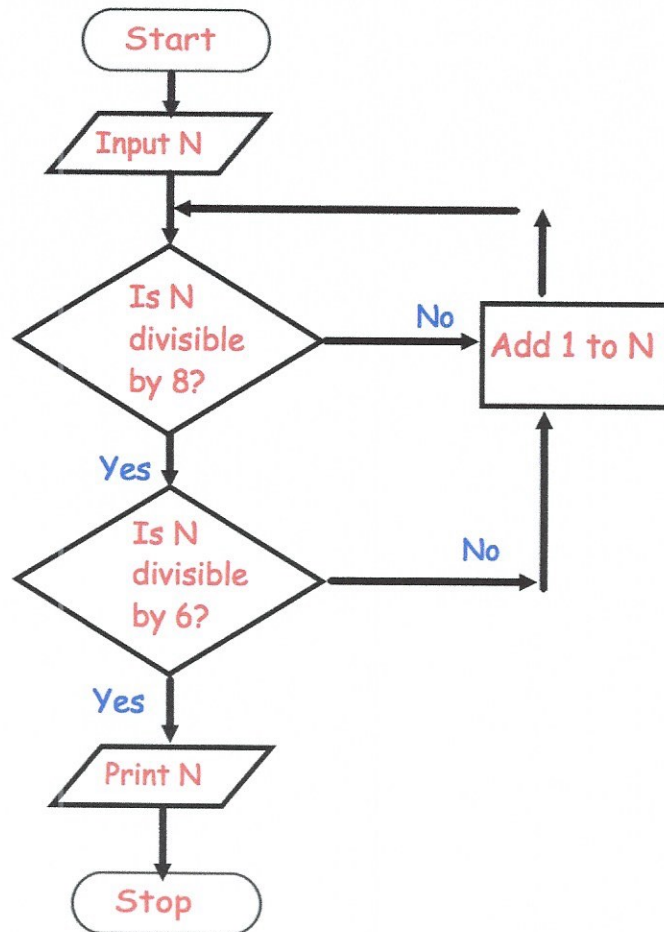 Start
Input N
Is N
divisible
by 8?
No
Add 1 to N
Yes
Is N
divisible
by 6?
No
Yes
Print N
Stop